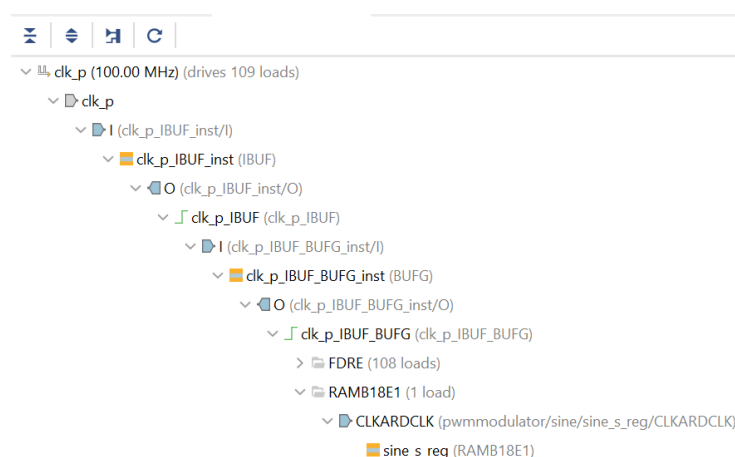 clk_p (100.00 MHz) (drives 109 loads)
clk_p
I (clk_p_IBUF_inst/I)
clk_p_IBUF_inst (IBUF)
O (clk_p_IBUF_inst/O)
clk_p_IBUF (clk_p_IBUF)
I (clk_p_IBUF_BUFG_inst/I)
clk_p_IBUF_BUFG_inst (BUFG)
O (clk_p_IBUF_BUFG_inst/O)
clk_p_IBUF_BUFG (clk_p_IBUF_BUFG)
FDRE (108 loads)
RAMB18E1 (1 load)
CLKARDCLK (pwmmodulator/sine/sine_s_reg/CLKARDCLK)
sine_s_reg (RAMB18E1)